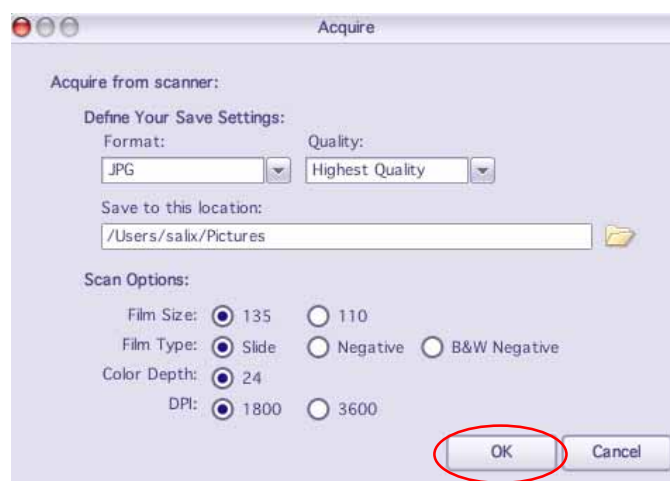 Acquire
Acquire from scanner:
Define Your Save Settings:
Format: Quality:
JPG Highest Quality
Save to this location:
/Users/salix/Pictures
Scan Options:
Film Size: 135 110
Film Type: Slide Negative B&W Negative
Color Depth: 24
DPI: 1800 3600
OK Cancel